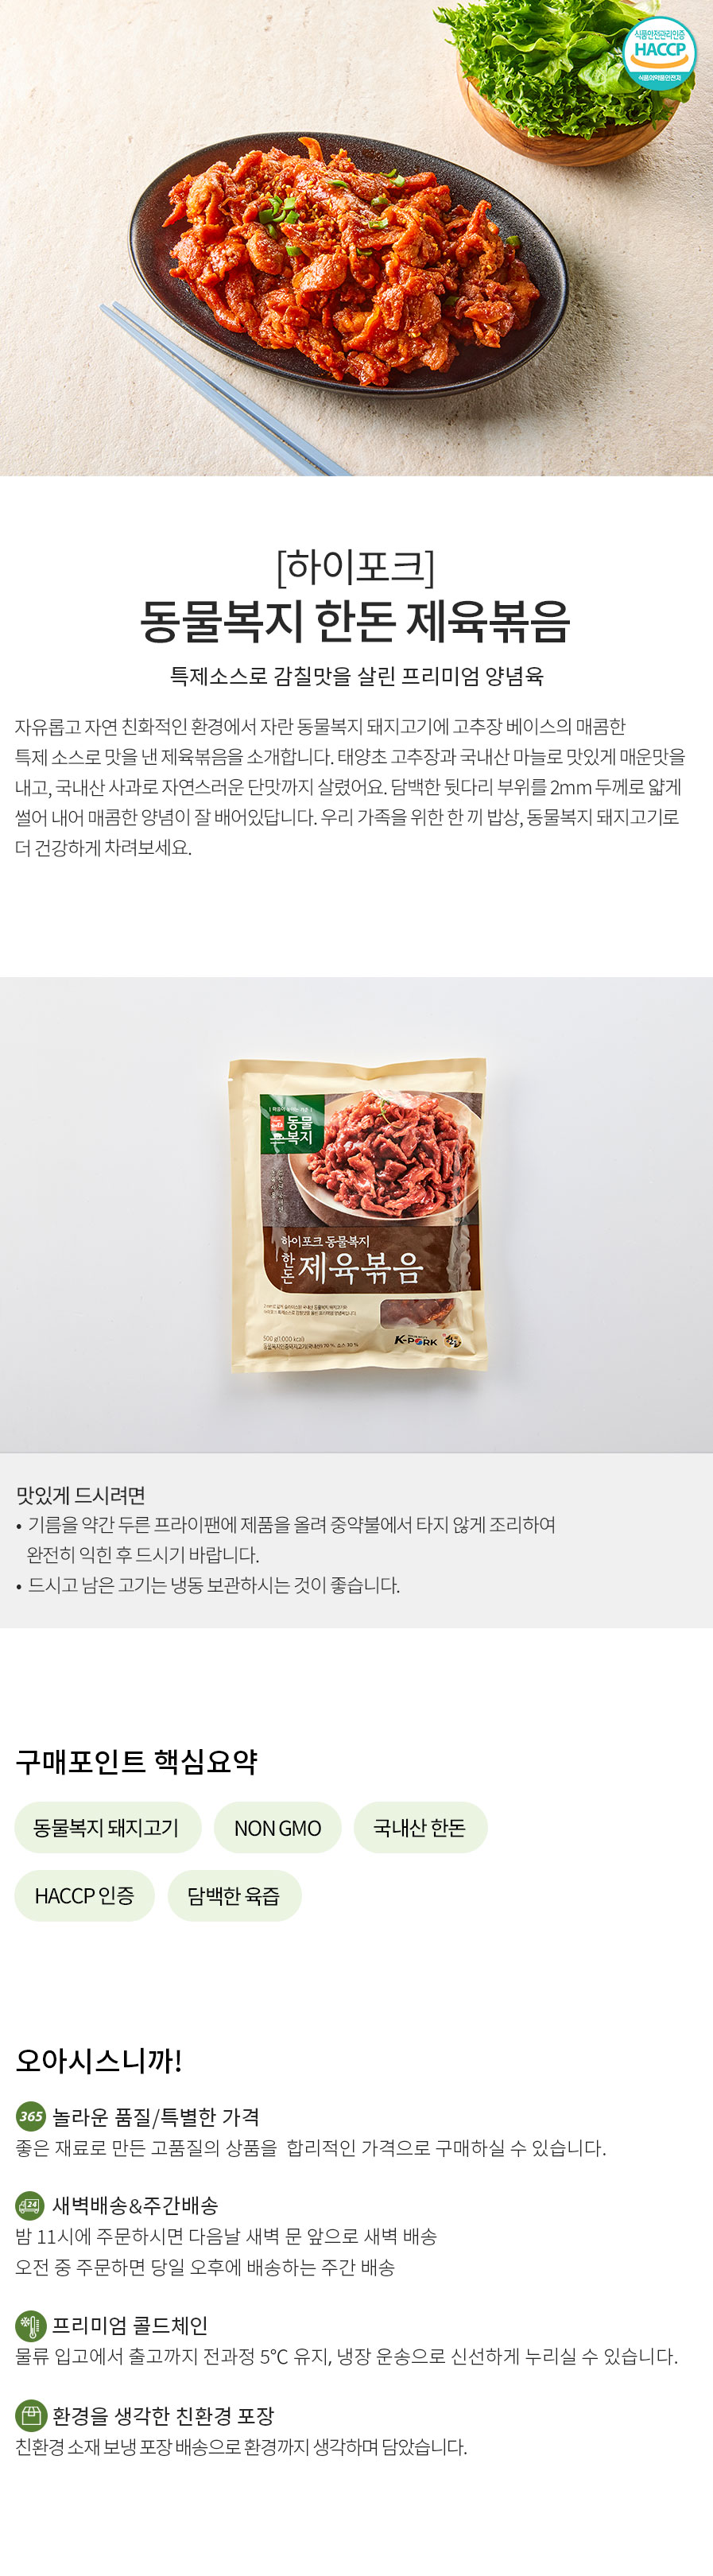 식품안전관리인증
HACCP
식품의약품안전처
[하이포크]
동물복지 한돈 제육볶음
특제소스로 감칠맛을 살린 프리미엄 양념육
자유롭고 자연 친화적인 환경에서 자란 동물복지 돼지고기에 고추장 베이스의 매콤한
특제 소스로 맛을 낸 제육볶음을 소개합니다. 태양초 고추장과 국내산 마늘로 맛있게 매운맛을
내고, 국내산 사과로 자연스러운 단맛까지 살렸어요. 담백한 뒷다리 부위를 2mm 두께로 얇게
썰어 내어 매콤한 양념이 잘 배어있답니다. 우리 가족을 위한 한 끼 밥상, 동물복지 돼지고기로
더 건강하게 차려보세요.
동물
복지
하이포크 동물복지
한돈 제육볶음
500 g(1,000 kcal)
K-PORK
맛있게 드시려면
• 기름을 약간 두른 프라이팬에 제품을 올려 중약불에서 타지 않게 조리하여
완전히 익힌 후 드시기 바랍니다.
• 드시고 남은 고기는 냉동 보관하시는 것이 좋습니다.
구매포인트 핵심요약
동물복지 돼지고기 NON GMO 국내산 한돈
HACCP 인증 담백한 육즙
오아시스니까!
365 놀라운 품질/특별한 가격
좋은 재료로 만든 고품질의 상품을 합리적인 가격으로 구매하실 수 있습니다.
24 새벽배송&주간배송
밤 11시에 주문하시면 다음날 새벽 문 앞으로 새벽 배송
오전 중 주문하면 당일 오후에 배송하는 주간 배송
프리미엄 콜드체인
물류 입고에서 출고까지 전과정 5℃ 유지, 냉장 운송으로 신선하게 누리실 수 있습니다.
환경을 생각한 친환경 포장
친환경 소재 보냉 포장 배송으로 환경까지 생각하며 담았습니다.